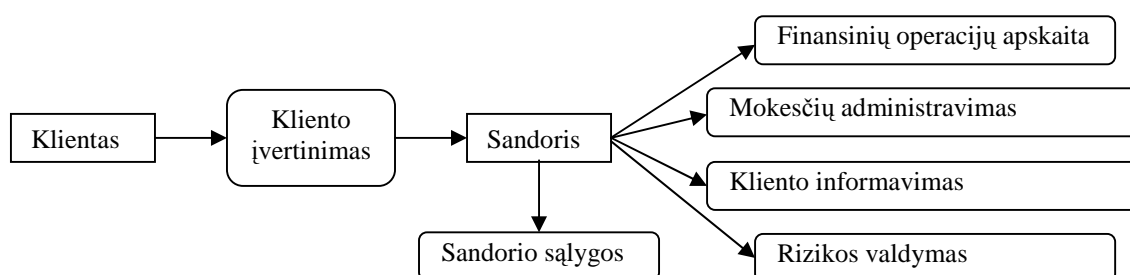 Klientas
Kliento
įvertinimas
Sandoris
Sandorio sąlygos
Finansinių operacijų apskaita
Mokesčių administravimas
Kliento informavimas
Rizikos valdymas